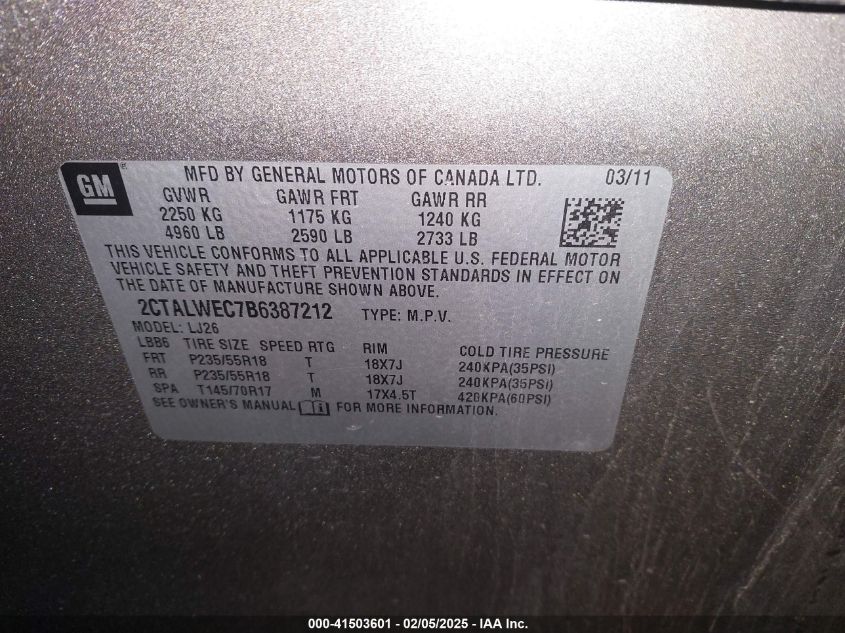 GM
MFD BY GENERAL MOTORS OF CANADA LTD. 03/11
GVWR GAWR FRT GAWR RR
2250 KG 1175 KG 1240 KG
4960 LB 2590 LB 2733 LB
THIS VEHICLE CONFORMS TO ALL APPLICABLE U.S. FEDERAL MOTOR
VEHICLE SAFETY AND THEFT PREVENTION STANDARDS IN EFFECT ON
THE DATE OF MANUFACTURE SHOWN ABOVE.
2CTALWEC7B6387212 TYPE: M.P.V.
MODEL: LJ26
LBB6 TIRE SIZE SPEED RTG RIM COLD TIRE PRESSURE
FRT P235/55R18 T 18X7J 240KPA(35PSI)
RR P235/55R18 T 18X7J 240KPA(35PSI)
SPA T145/70R17 M 17X4.5T 420KPA(60PSI)
SEE OWNER'S MANUAL FOR MORE INFORMATION.
000-41503601 - 02/05/2025 - IAA Inc.